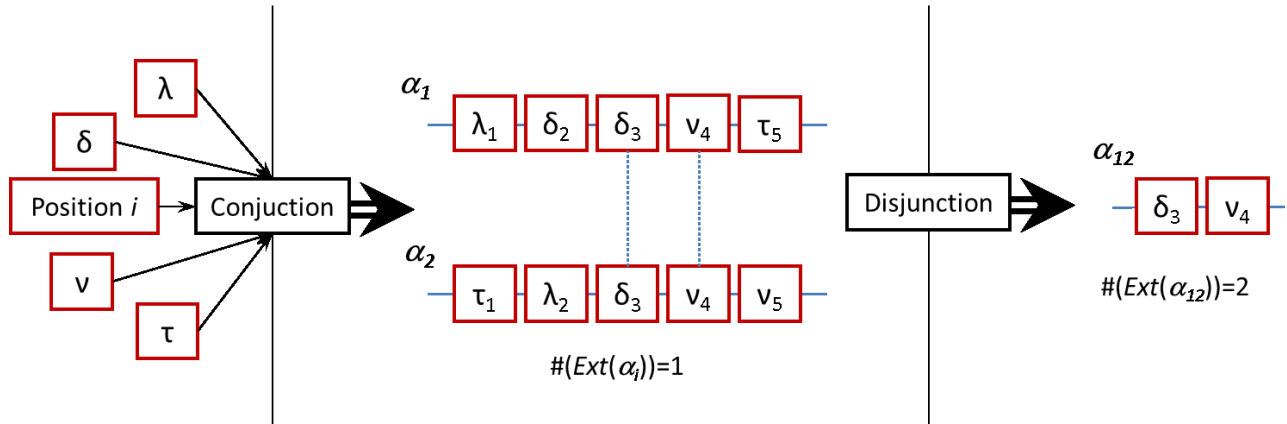 λ
δ
Position i
ν
τ
Conjuction
α₁
λ₁ δ₂ δ₃ ν₄ τ₅
α₂
τ₁ λ₂ δ₃ ν₄ ν₅
#(Ext(αᵢ))=1
Disjunction
α₁₂
δ₃ ν₄
#(Ext(α₁₂))=2